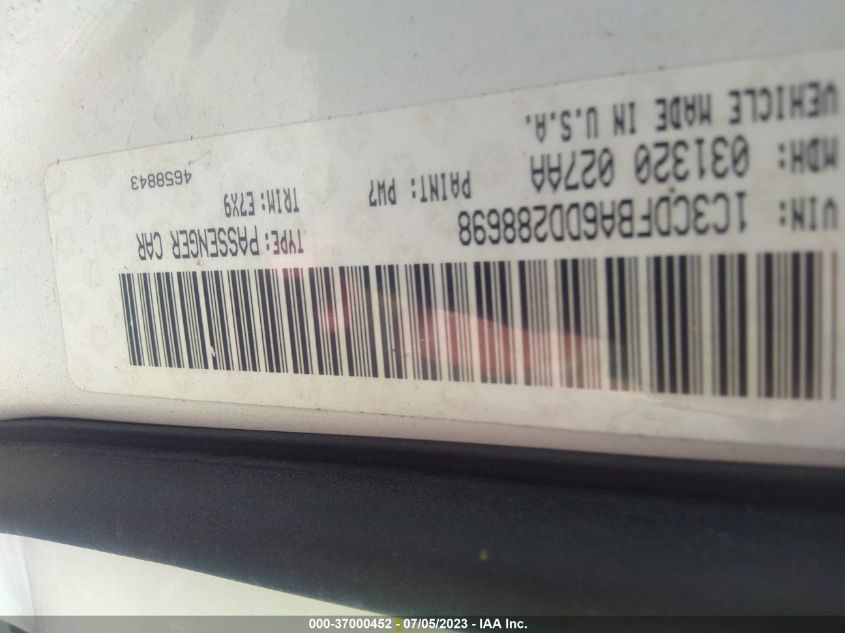 VIN: 1C3CDFBA6DD288698
TYPE: PASSENGER CAR
MDH: 031320 027AA
PAINT: PW7
TRIM: E7X9
VEHICLE MADE IN U.S.A.
4658843
000-37000452 - 07/05/2023 - IAA Inc.